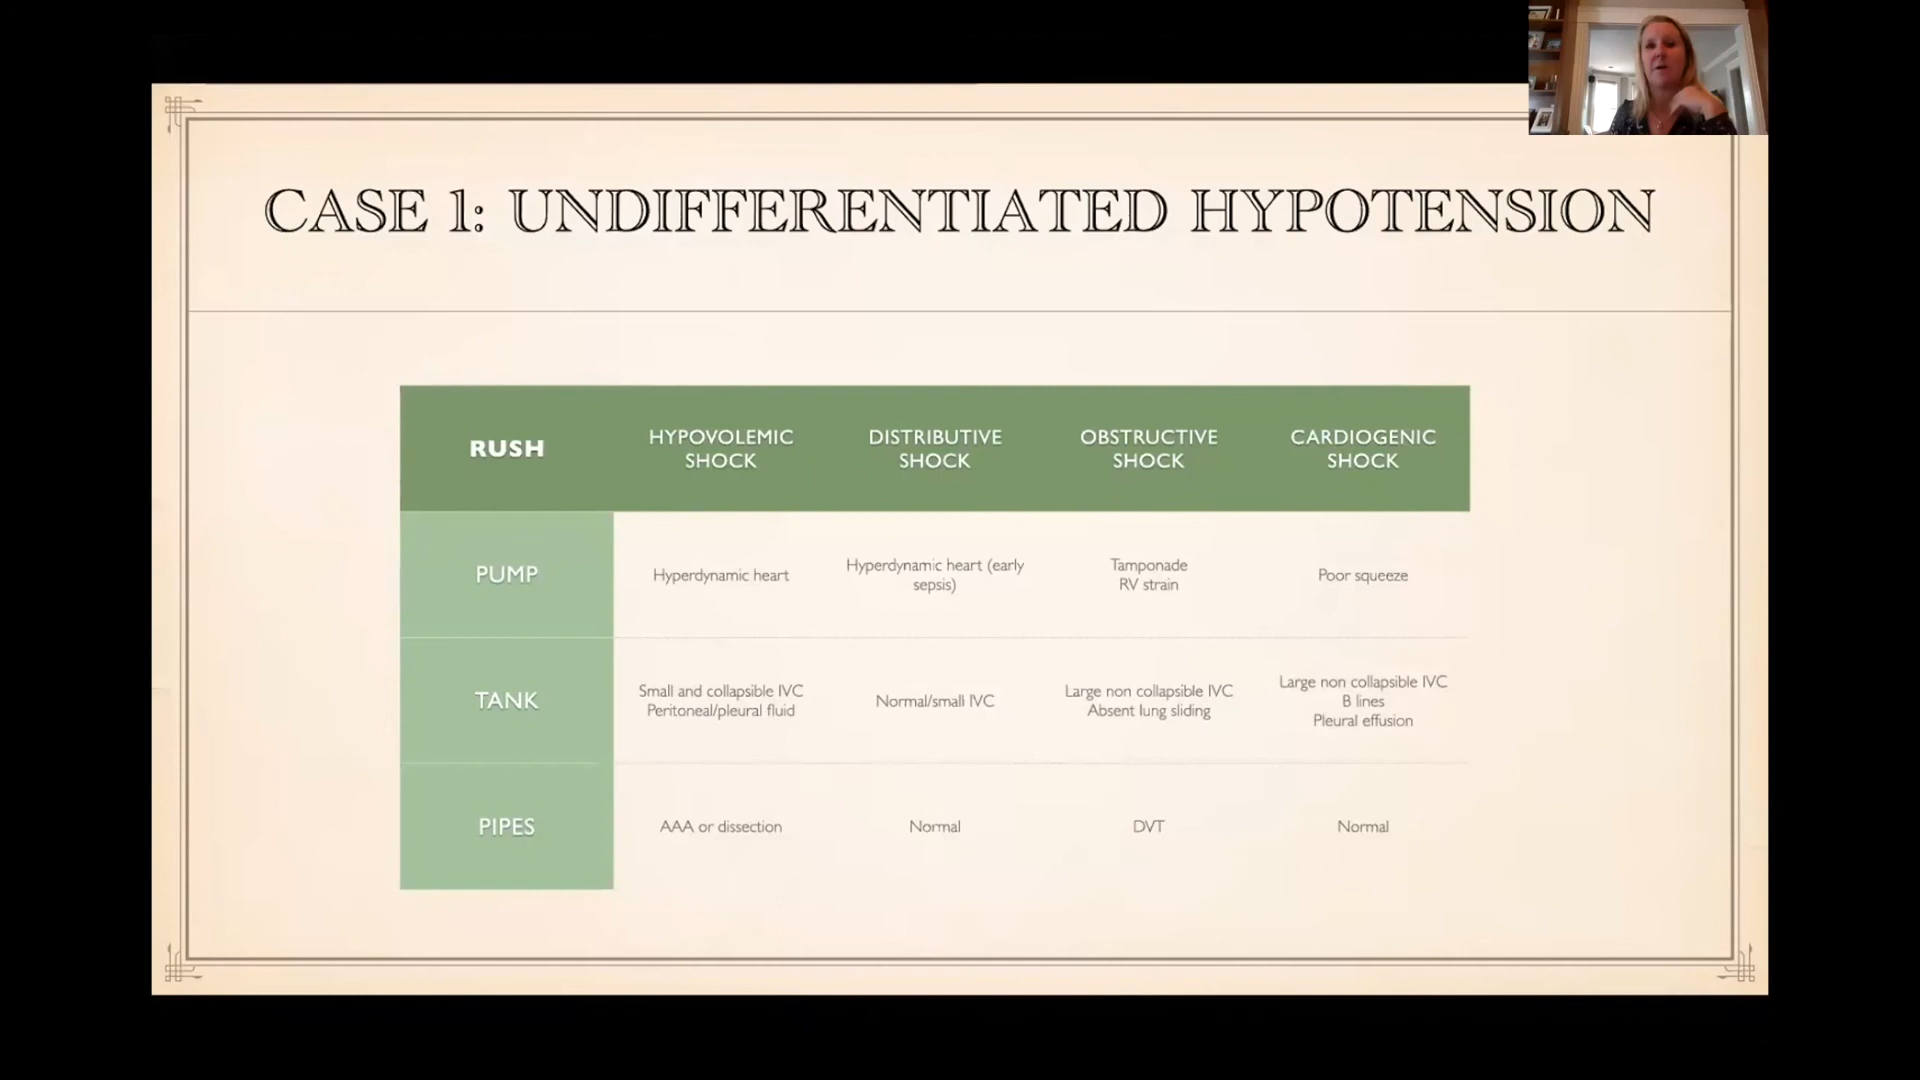 CASE 1: UNDIFFERENTIATED HYPOTENSION
RUSH
HYPOVOLEMIC
SHOCK
DISTRIBUTIVE
SHOCK
OBSTRUCTIVE
SHOCK
CARDIOGENIC
SHOCK
PUMP
Hyperdynamic heart
Hyperdynamic heart (early
sepsis)
Tamponade
RV strain
Poor squeeze
TANK
Small and collapsible IVC
Peritoneal/pleural fluid
Normal/small IVC
Large non collapsible IVC
Absent lung sliding
Large non collapsible IVC
B lines
Pleural effusion
PIPES
AAA or dissection
Normal
DVT
Normal